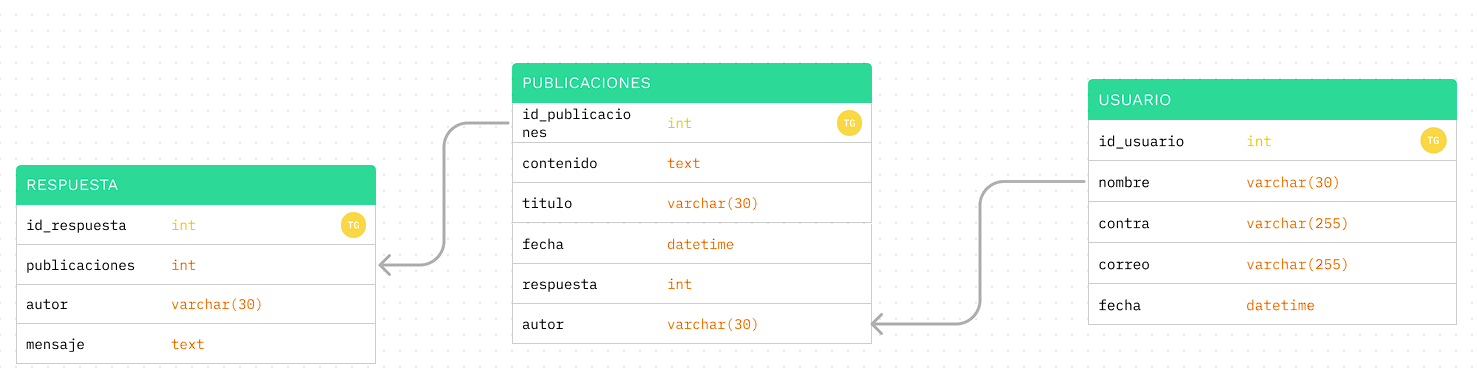 RESPUESTA
id_respuesta int TG
publicaciones int
autor varchar(30)
mensaje text
PUBLICACIONES
id_publicacio
nes int TG
contenido text
titulo varchar(30)
fecha datetime
respuesta int
autor varchar(30)
USUARIO
id_usuario int TG
nombre varchar(30)
contra varchar(255)
correo varchar(255)
fecha datetime